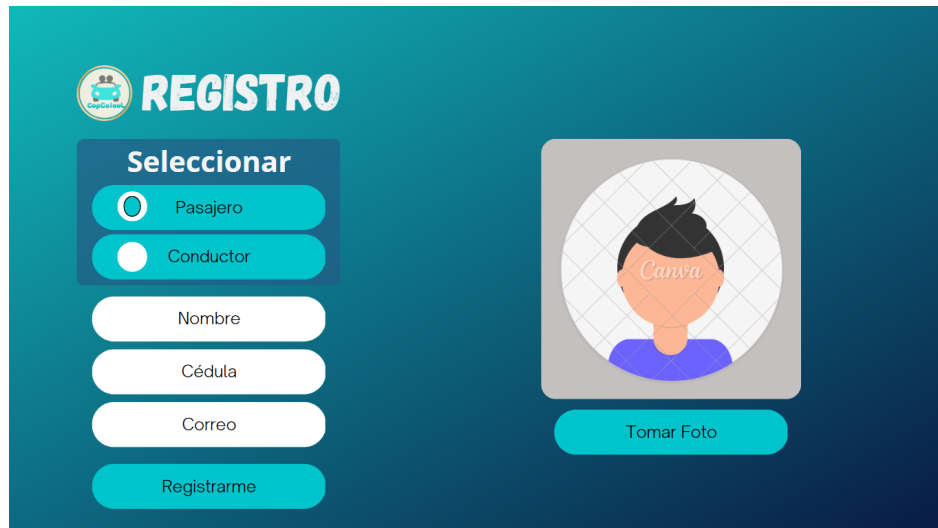 REGISTRO
Seleccionar
Pasajero
Conductor
Nombre
Cédula
Correo
Registrarme
Canva
Tomar Foto